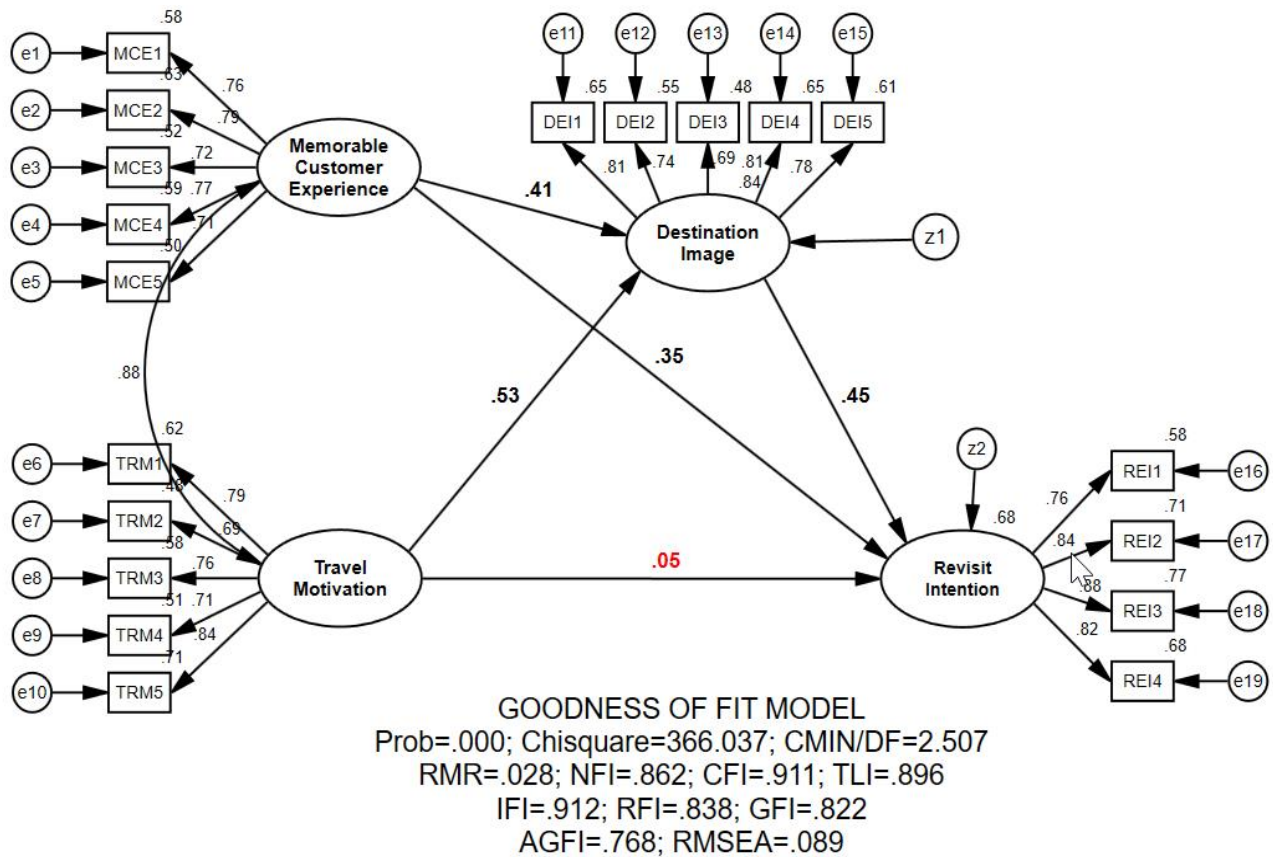 .58
e1
MCE1
.63
.76
e2
MCE2
.79
.52
e3
MCE3
.72
.59
.77
e4
MCE4
.71
.50
e5
MCE5
Memorable
Customer
Experience
.88
.62
e6
TRM1
.48
.79
e7
TRM2
.69
.58
e8
TRM3
.76
.51
.71
e9
TRM4
.84
.71
e10
TRM5
Travel
Motivation
e11
e12
e13
e14
e15
.65
.55
.48
.65
.61
DEI1
DEI2
DEI3
DEI4
DEI5
.81
.74
.69
.81
.78
.84
Destination
Image
z1
.41
.35
.53
.45
.05
z2
.68
Revisit
Intention
.58
.76
REI1
e16
.71
.84
REI2
e17
.77
.88
REI3
e18
.68
.82
REI4
e19
GOODNESS OF FIT MODEL
Prob=.000; Chisquare=366.037; CMIN/DF=2.507
RMR=.028; NFI=.862; CFI=.911; TLI=.896
IFI=.912; RFI=.838; GFI=.822
AGFI=.768; RMSEA=.089